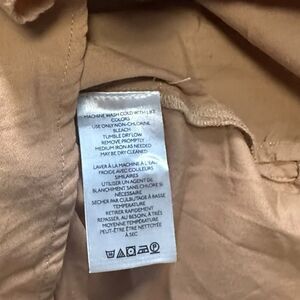 MACHINE WASH COLD WITH LIKE
COLORS
USE ONLY NON-CHLORINE
BLEACH
TUMBLE DRY LOW
REMOVE PROMPTLY
MEDIUM IRON AS NEEDED
MAY BE DRY CLEANED
LAVER À LA MACHINE À L'EAU
FROIDE AVEC COULEURS
SIMILAIRES
UTILISER UN AGENT DE
BLANCHIMENT SANS CHLORE SI
NÉCESSAIRE
SÉCHER PAR CULBUTAGE À BASSE
TEMPÉRATURE
RETIRER RAPIDEMENT
REPASSER, AU BESOIN, À TRÈS
MOYENNE TEMPÉRATURE
PEUT ÊTRE NETTOYÉ
À SEC